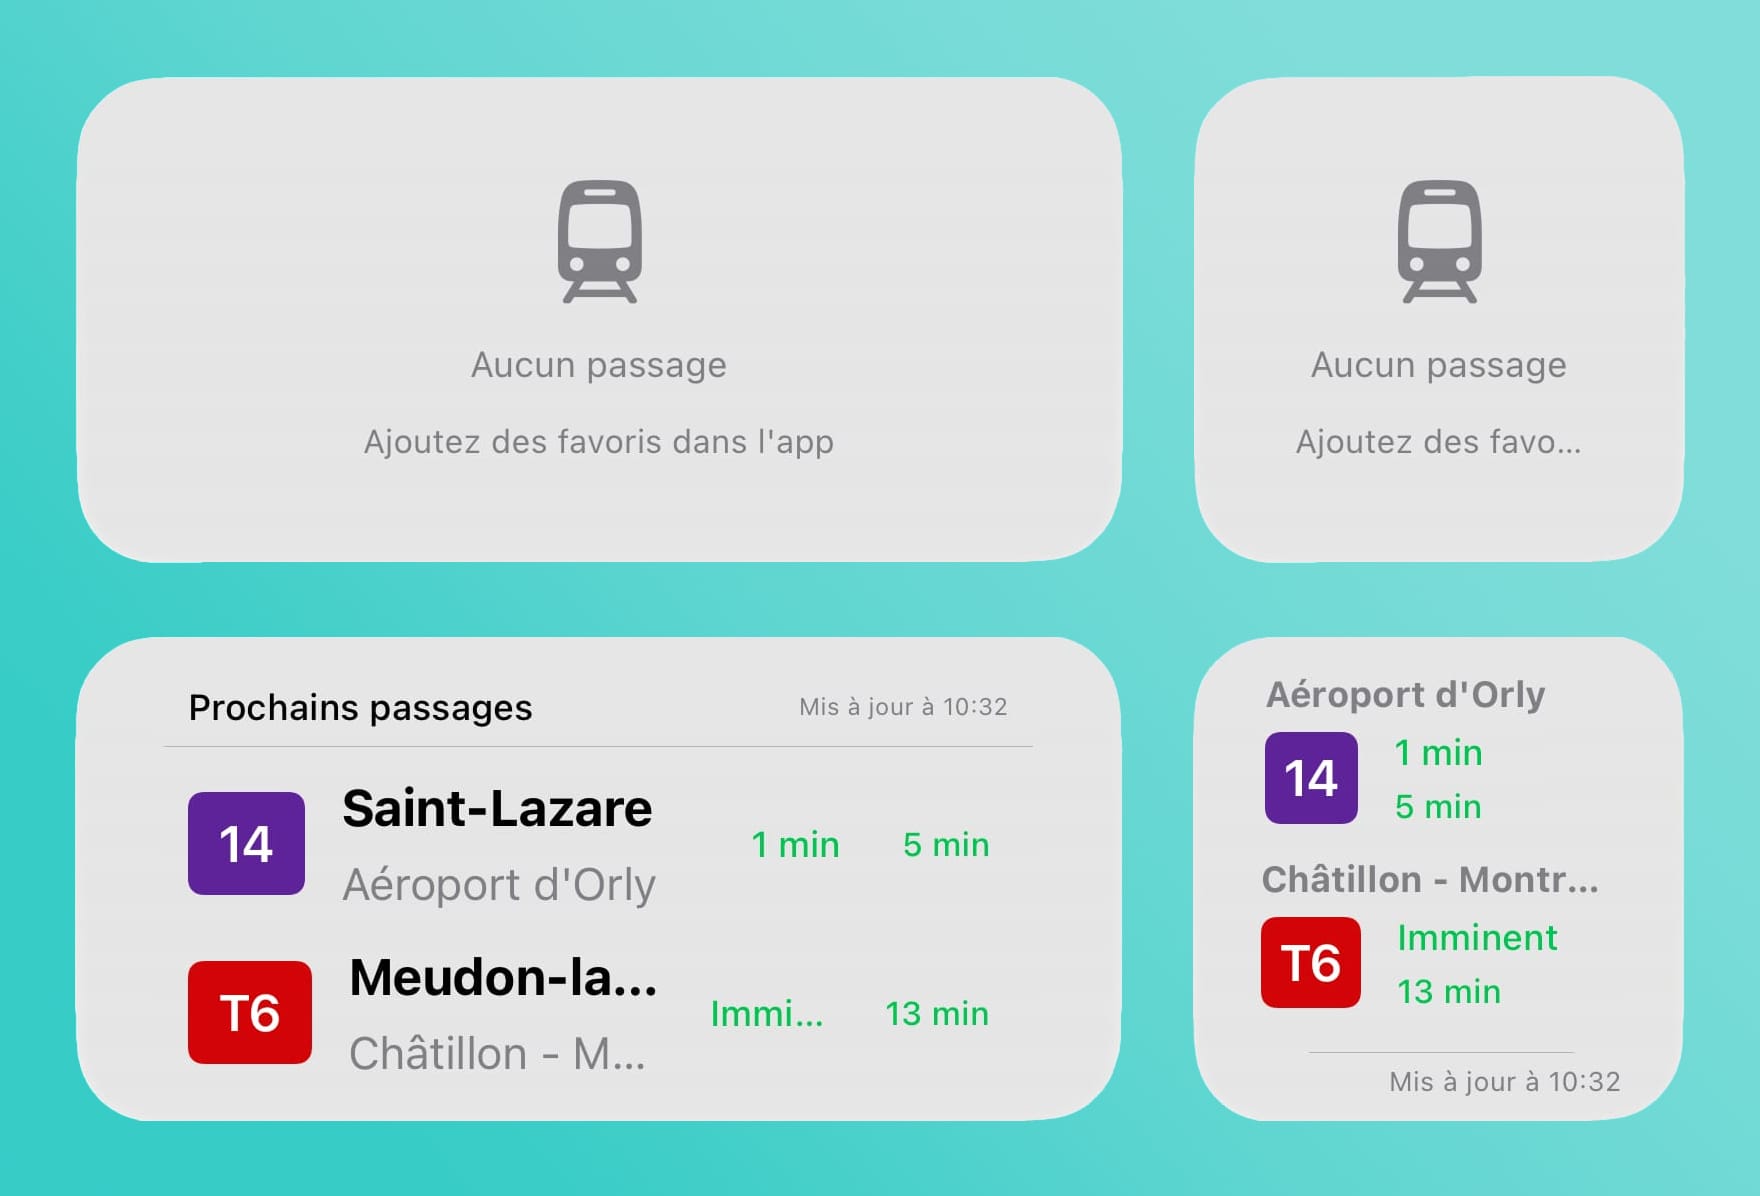 Aucun passage
Ajoutez des favoris dans l'app
Aucun passage
Ajoutez des favo...
Prochains passages
Mis à jour à 10:32
14
Saint-Lazare
Aéroport d'Orly
1 min
5 min
T6
Meudon-la...
Châtillon - M...
Immi...
13 min
Aéroport d'Orly
14
1 min
5 min
Châtillon - Montr...
T6
Imminent
13 min
Mis à jour à 10:32